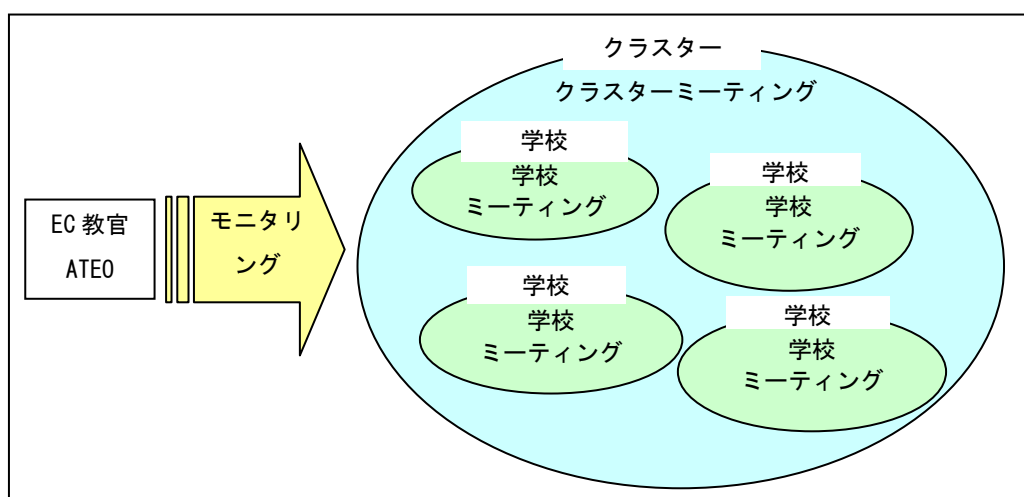 クラスター
クラスターミーティング
学校
学校
ミーティング
学校
学校
ミーティング
EC 教官
ATEO
モニタリ
ング
学校
学校
ミーティング
学校
学校
ミーティング